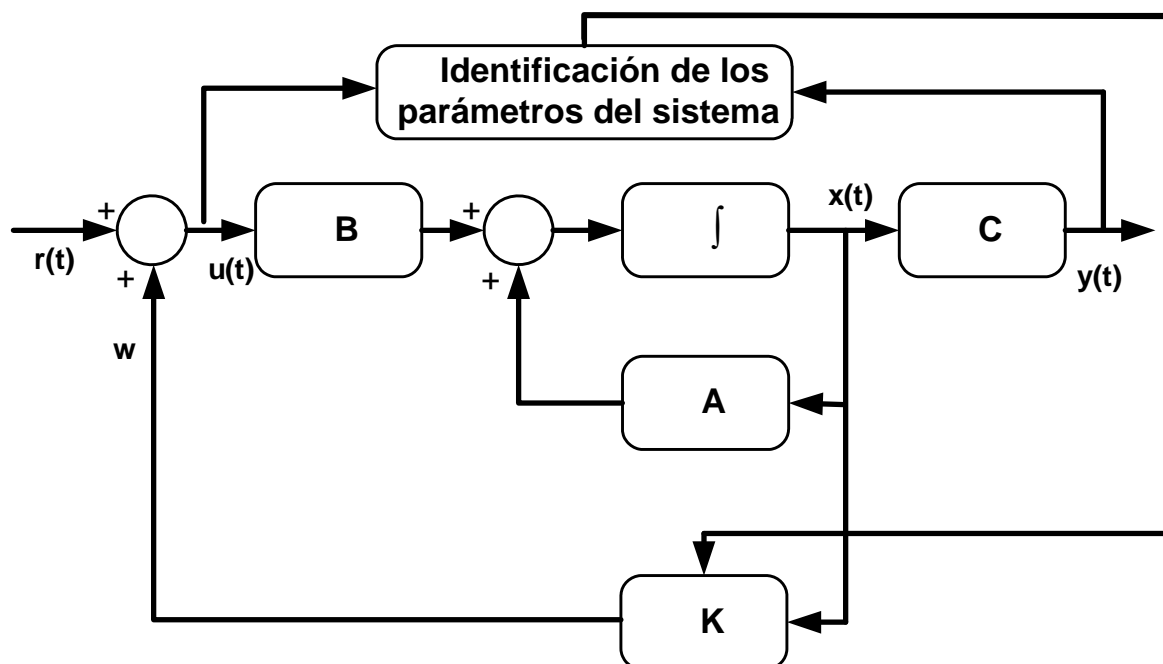 Identificación de los
parámetros del sistema
+
r(t)
+
u(t)
B
+
+
∫
x(t)
C
y(t)
w
A
K